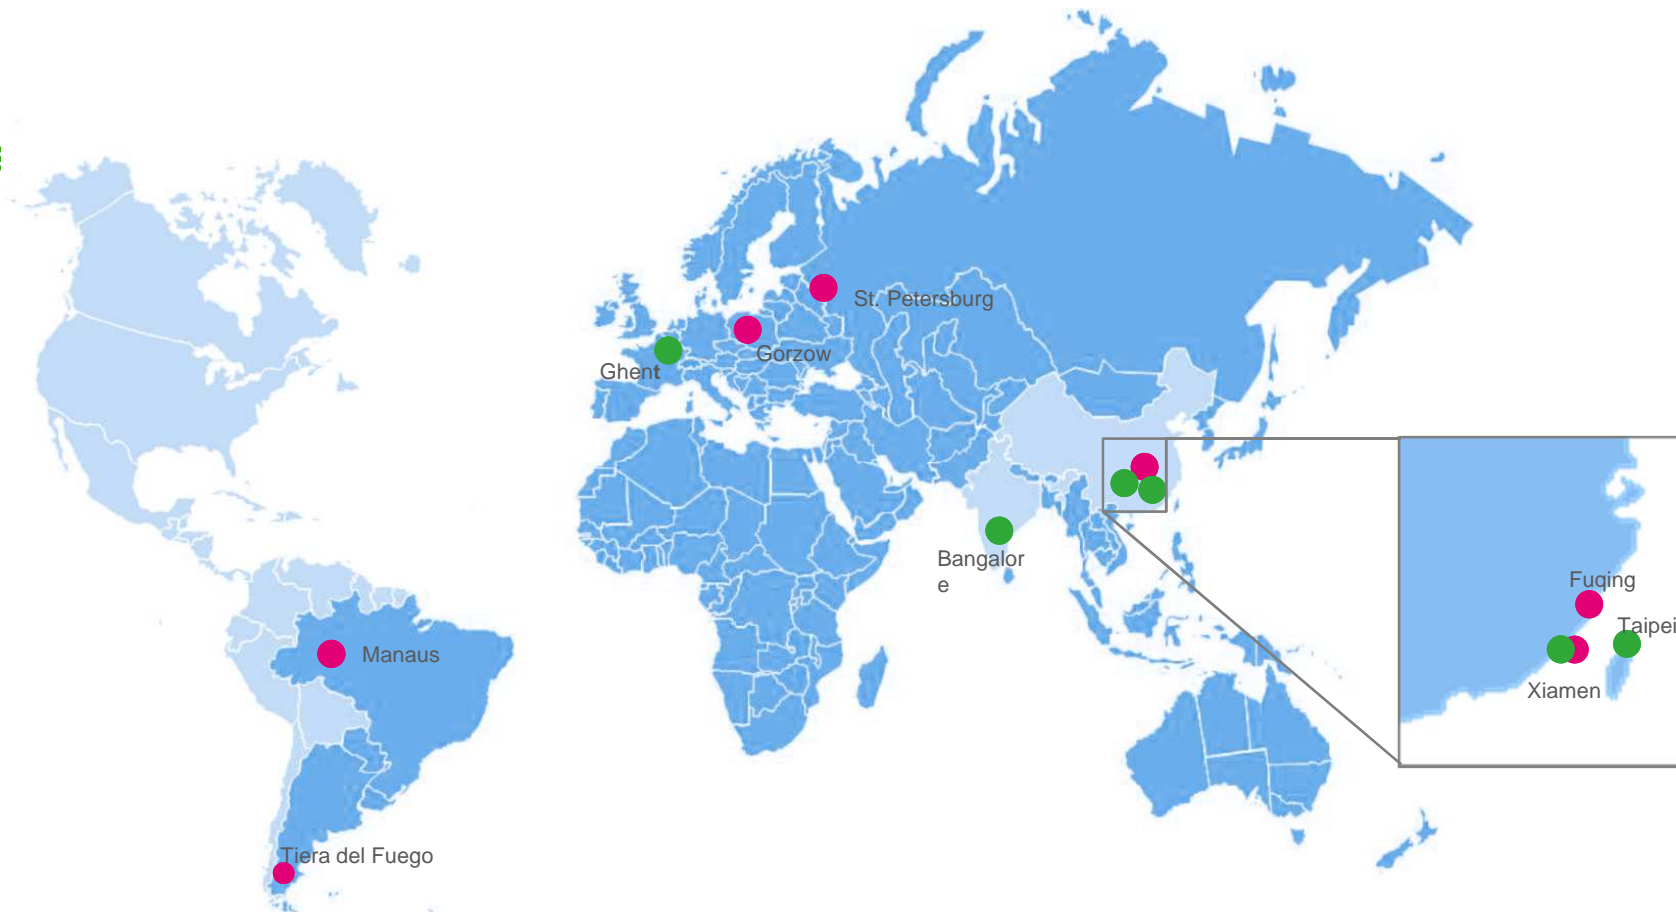 St. Petersburg
Gorzow
Ghent
Bangalor
e
Fuqing
Taipei
Xiamen
Manaus
Tiera del Fuego